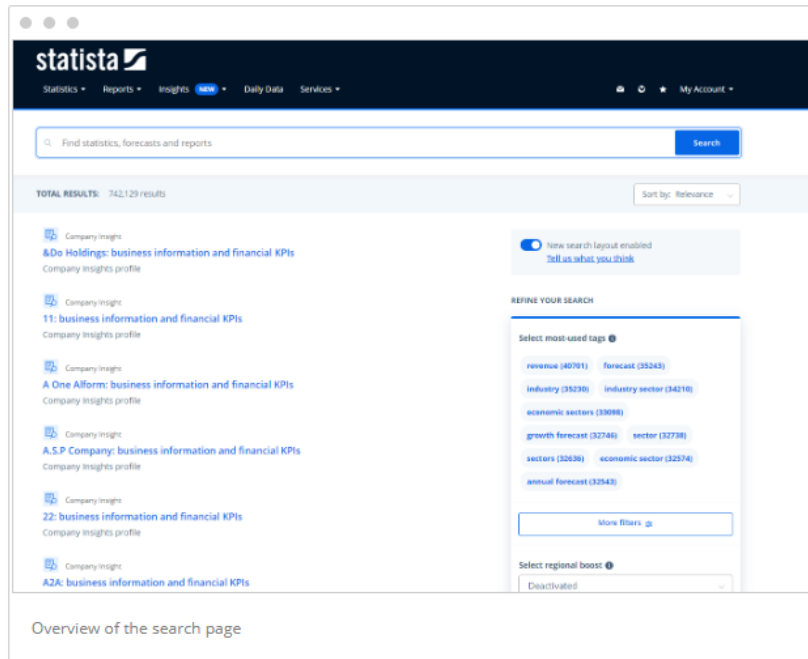 statista
Statistics Reports Insights NEW Daily Data Services My Account
Find statistics, forecasts and reports Search
TOTAL RESULTS: 742,129 results Sort by: Relevance
Company Insight
&Do Holdings: business information and financial KPIs
Company Insights profile
Company Insight
11: business information and financial KPIs
Company Insights profile
Company Insight
A One Alform: business information and financial KPIs
Company Insights profile
Company Insight
A.S.P Company: business information and financial KPIs
Company Insights profile
Company Insight
22: business information and financial KPIs
Company Insights profile
Company Insight
A2A: business information and financial KPIs
New search layout enabled
Tell us what you think
REFINE YOUR SEARCH
Select most-used tags
revenue (40701) forecast (35243)
industry (35230) industry sector (34210)
economic sectors (33098)
growth forecast (32746) sector (32738)
sectors (32636) economic sector (32574)
annual forecast (32543)
More filters
Select regional boost
Deactivated
Overview of the search page